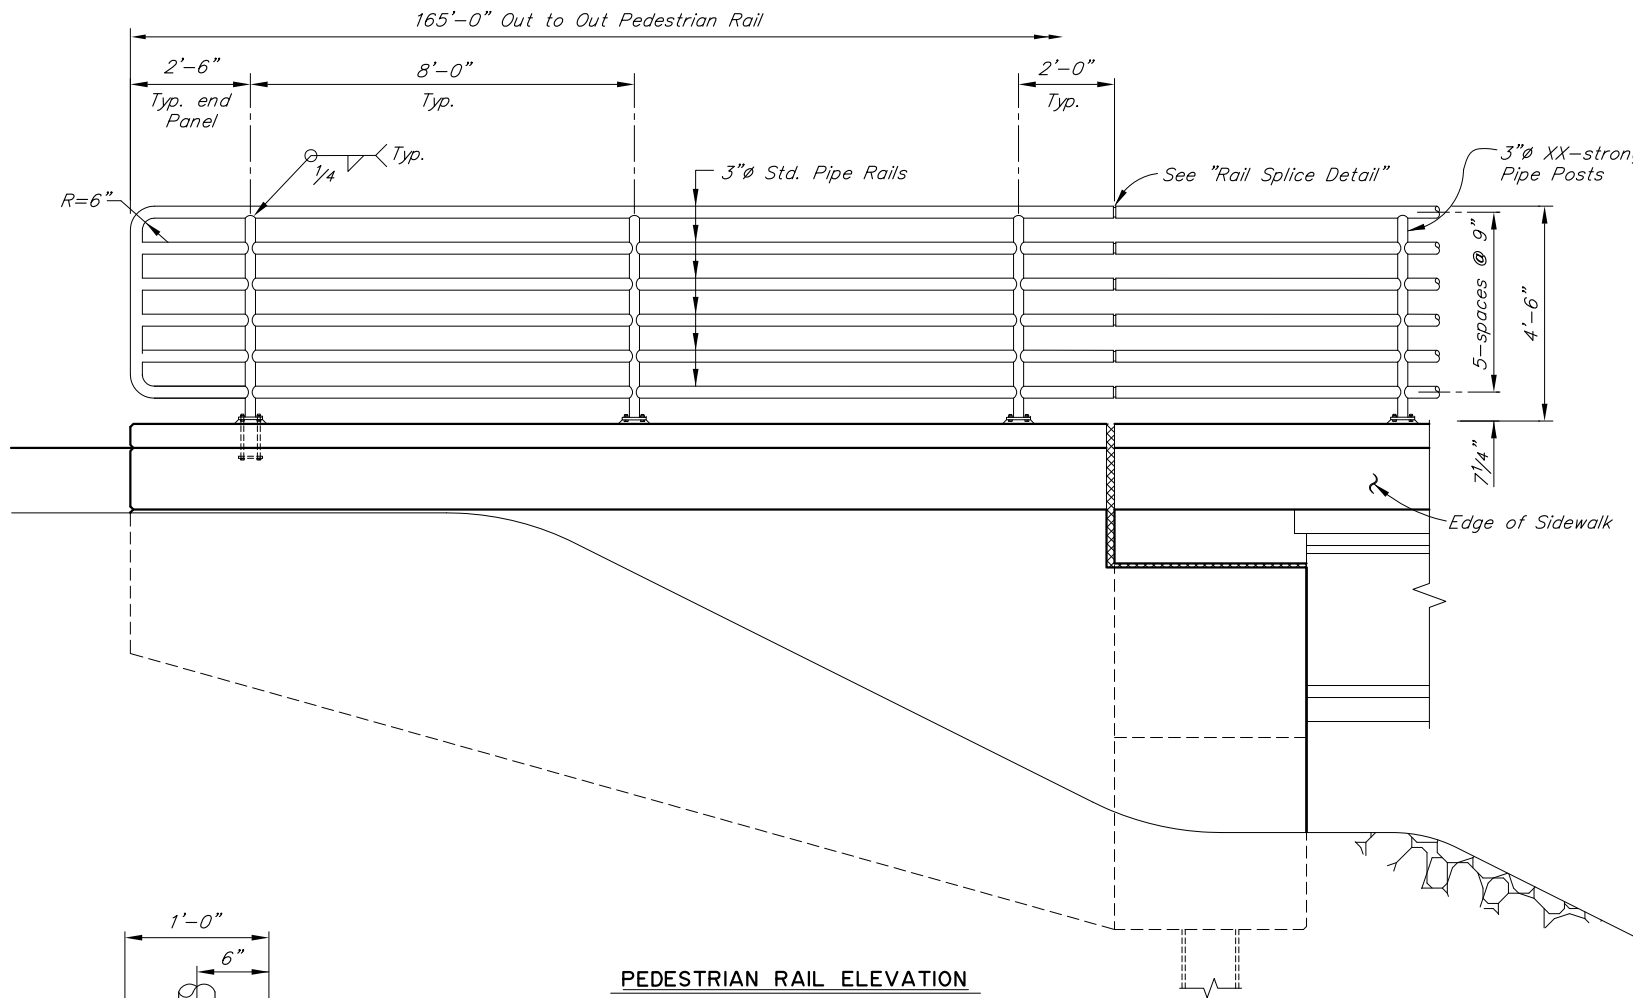 165'-0" Out to Out Pedestrian Rail
2'-6"
8'-0"
2'-0"
Typ. end
Panel
Typ.
Typ.
1/4
Typ.
3"ø Std. Pipe Rails
See "Rail Splice Detail"
3"ø XX-strong
Pipe Posts
R=6"
5-spaces @ 9"
4'-6"
7 1/4"
Edge of Sidewalk
1'-0"
6"
PEDESTRIAN RAIL ELEVATION